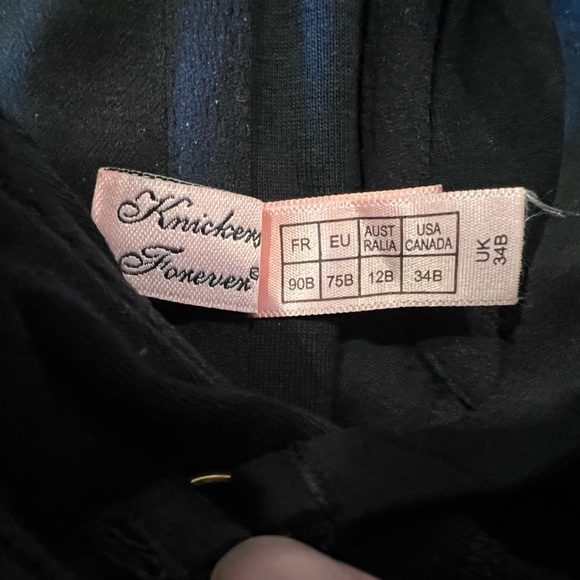 Knickers
Forever®
FR EU AUST RALIA USA CANADA
90B 75B 12B 34B
UK 34B